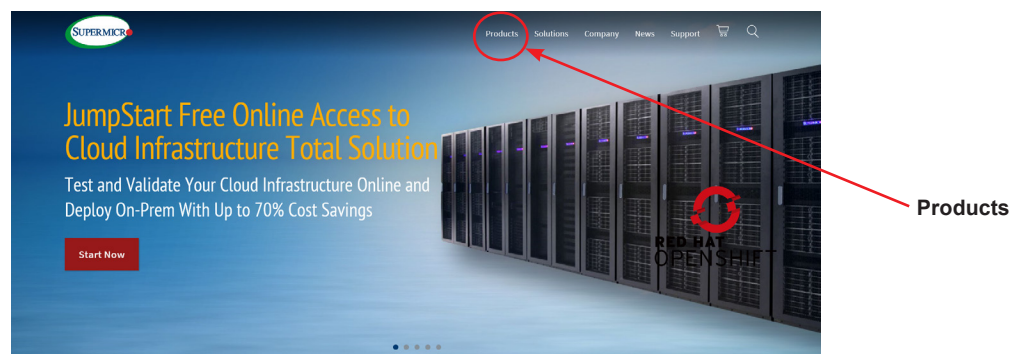 SUPERMICR
Products Solutions Company News Support
JumpStart Free Online Access to
Cloud Infrastructure Total Solution
Test and Validate Your Cloud Infrastructure Online and
Deploy On-Prem With Up to 70% Cost Savings
Start Now
RED HAT
OPENSHIFT
Products